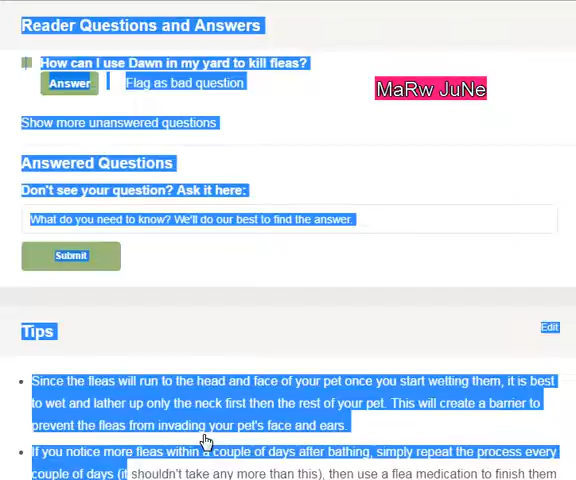 Reader Questions and Answers
How can I use Dawn in my yard to kill fleas?
Answer Flag as bad question
MaRw JuNe
Show more unanswered questions
Answered Questions
Don't see your question? Ask it here:
What do you need to know? We'll do our best to find the answer.
Submit
Tips Edit
Since the fleas will run to the head and face of your pet once you start wetting them, it is best
to wet and lather up only the neck first then the rest of your pet. This will create a barrier to
prevent the fleas from invading your pet's face and ears.
If you notice more fleas within a couple of days after bathing, simply repeat the process every
couple of days (it shouldn't take any more than this), then use a flea medication to finish them